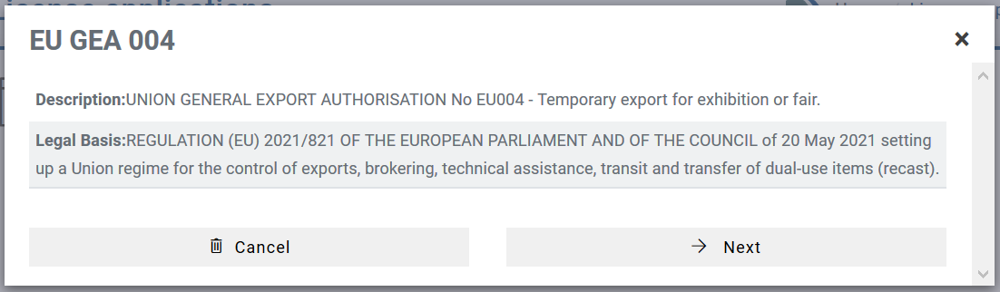 EU GEA 004
Description:UNION GENERAL EXPORT AUTHORISATION No EU004 - Temporary export for exhibition or fair.
Legal Basis:REGULATION (EU) 2021/821 OF THE EUROPEAN PARLIAMENT AND OF THE COUNCIL of 20 May 2021 setting
up a Union regime for the control of exports, brokering, technical assistance, transit and transfer of dual-use items (recast).
Cancel
Next